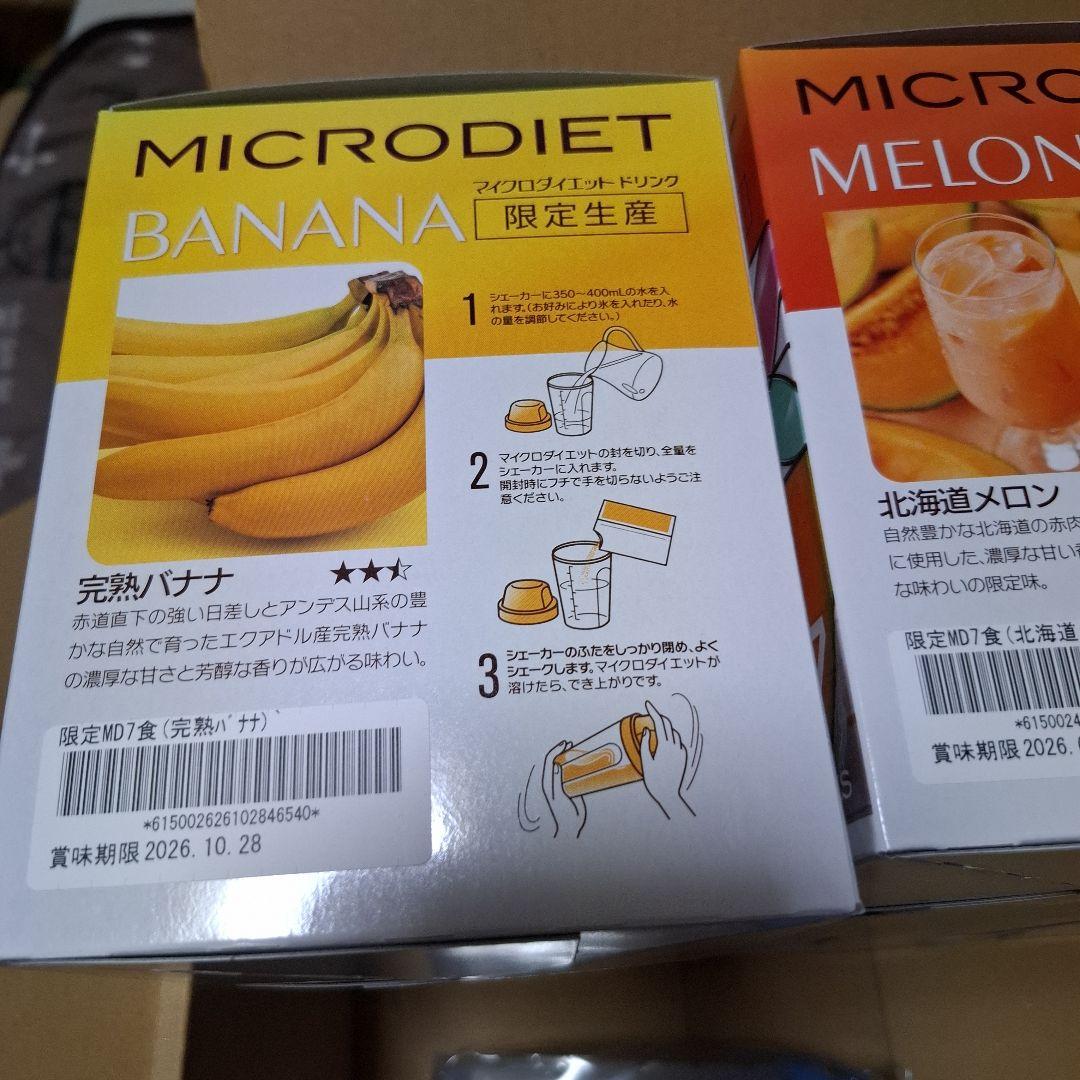 MICRODIET
BANANA
マイクロダイエット ドリンク
限定生産
1
シェーカーに350〜400mLの水を入
れます。(お好みにより氷を入れたり、水
の量を調節してください。)
2
マイクロダイエットの封を切り、全量を
シェーカーに入れます。
開封時にフチで手を切らないようご注
意ください。
3
シェーカーのふたをしっかり閉め、よく
シェークします。マイクロダイエットが
溶けたら、でき上がりです。
完熟バナナ ★★⯪
赤道直下の強い日差しとアンデス山系の豊
かな自然で育ったエクアドル産完熟バナナ
の濃厚な甘さと芳醇な香りが広がる味わい。
限定MD7食(完熟ﾊﾞﾅﾅ)
*615002626102846540*
賞味期限 2026.10.28
MICRO
MELON
北海道メロン
自然豊かな北海道の赤肉
に使用した、濃厚な甘い香
な味わいの限定味。
限定MD7食(北海道
*6150024
賞味期限 2026.